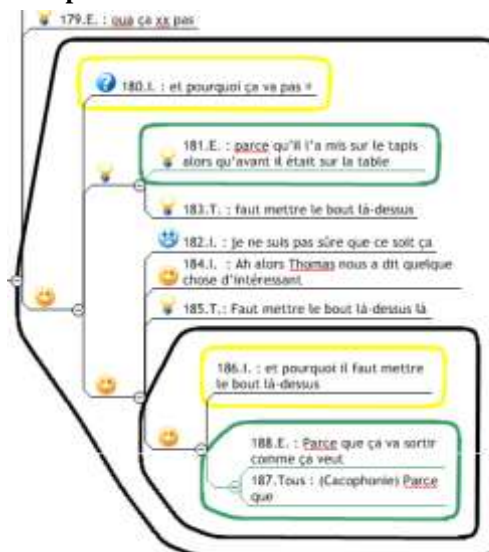 179.E. : oua ça xx pas
180.I. : et pourquoi ça va pas =
181.E. : parce qu'il l'a mis sur le tapis
alors qu'avant il était sur la table
183.T. : faut mettre le bout là-dessus
182.I. : je ne suis pas sûre que ce soit ça
184.I. : Ah alors Thomas nous a dit quelque
chose d'intéressant
185.T.: Faut mettre le bout là-dessus là
186.I. : et pourquoi il faut mettre
le bout là-dessus
188.E. : Parce que ça va sortir
comme ça veut
187.Tous : (Cacophonie) Parce
que